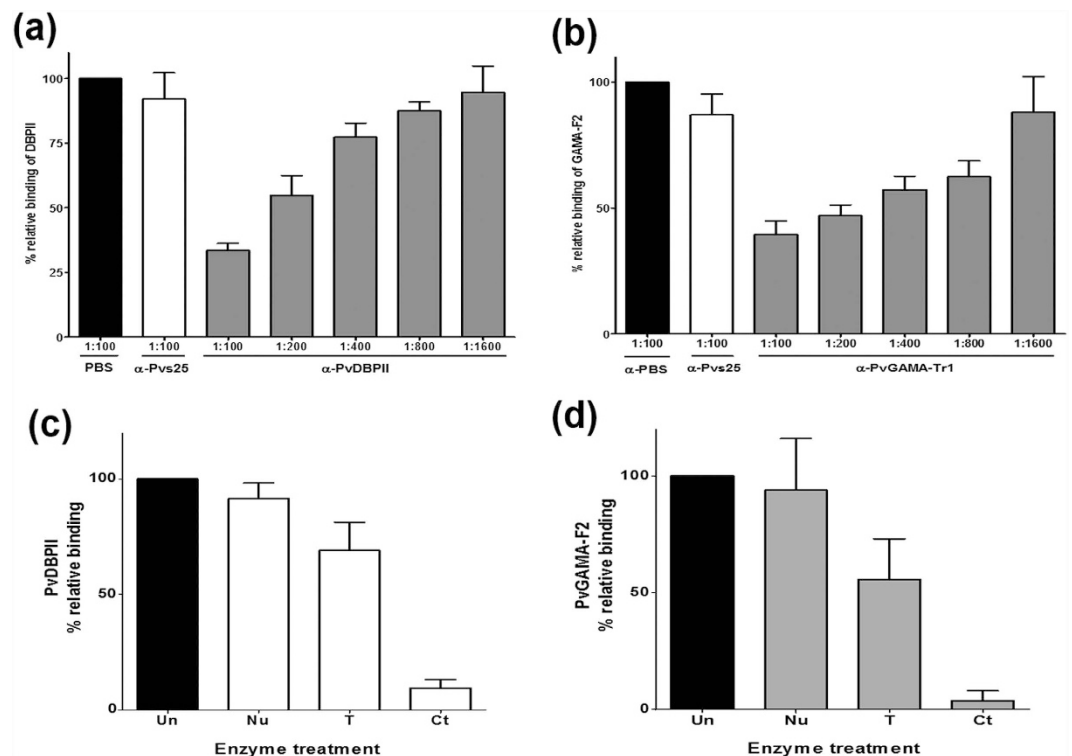 (a)
% relative binding of DBPII
100
75
50
25
0
1:100 1:100 1:100 1:200 1:400 1:800 1:1600
PBS α-Pvs25 α-PvDBPII
(b)
% relative binding of GAMA-F2
100
50
0
1:100 1:100 1:100 1:200 1:400 1:800 1:1600
α-PBS α-Pvs25 α-PvGAMA-Tr1
(c)
PvDBPII
% relative binding
100
50
0
Un Nu T Ct
Enzyme treatment
(d)
PvGAMA-F2
% relative binding
100
50
0
Un Nu T Ct
Enzyme treatment